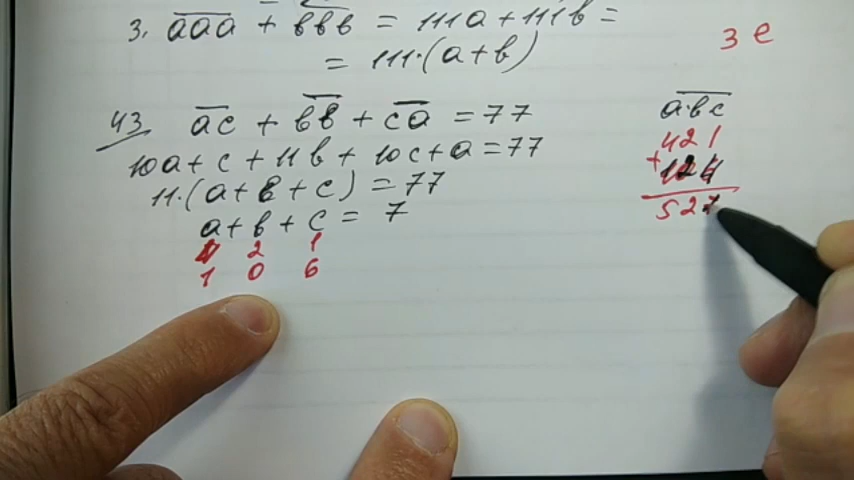 3. aaa + bbb = 111a + 111b =
= 111·(a+b)
3 e
43 ac + bb + ca = 77
10a + c + 11b + 10c + a = 77
11·(a + b + c) = 77
a + b + c = 7
2 1
1 0 6
abc
421
+ 124
527